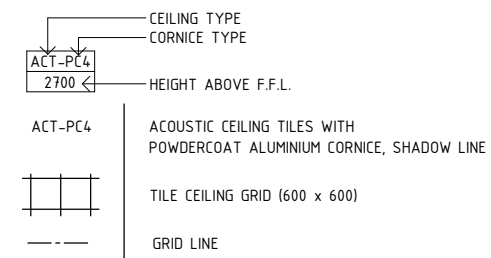 CEILING TYPE
CORNICE TYPE
ACT-PC4
2700
HEIGHT ABOVE F.F.L.
ACT-PC4
ACOUSTIC CEILING TILES WITH
POWDERCOAT ALUMINIUM CORNICE, SHADOW LINE
TILE CEILING GRID (600 x 600)
GRID LINE